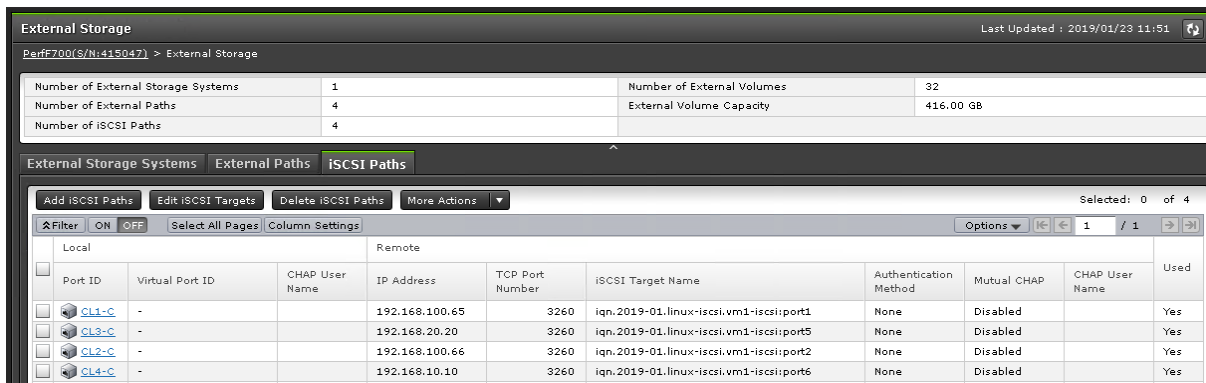 External Storage Last Updated : 2019/01/23 11:51
PerfF700(S/N:415047) > External Storage
Number of External Storage Systems 1 Number of External Volumes 32
Number of External Paths 4 External Volume Capacity 416.00 GB
Number of iSCSI Paths 4
External Storage Systems External Paths iSCSI Paths
Add iSCSI Paths Edit iSCSI Targets Delete iSCSI Paths More Actions Selected: 0 of 4
Filter ON OFF Select All Pages Column Settings Options 1 / 1
Local Remote Used
Port ID Virtual Port ID CHAP User Name IP Address TCP Port Number iSCSI Target Name Authentication Method Mutual CHAP CHAP User Name
CL1-C - 192.168.100.65 3260 iqn.2019-01.linux-iscsi.vm1-iscsi:port1 None Disabled Yes
CL3-C - 192.168.20.20 3260 iqn.2019-01.linux-iscsi.vm1-iscsi:port5 None Disabled Yes
CL2-C - 192.168.100.66 3260 iqn.2019-01.linux-iscsi.vm1-iscsi:port2 None Disabled Yes
CL4-C - 192.168.10.10 3260 iqn.2019-01.linux-iscsi.vm1-iscsi:port6 None Disabled Yes